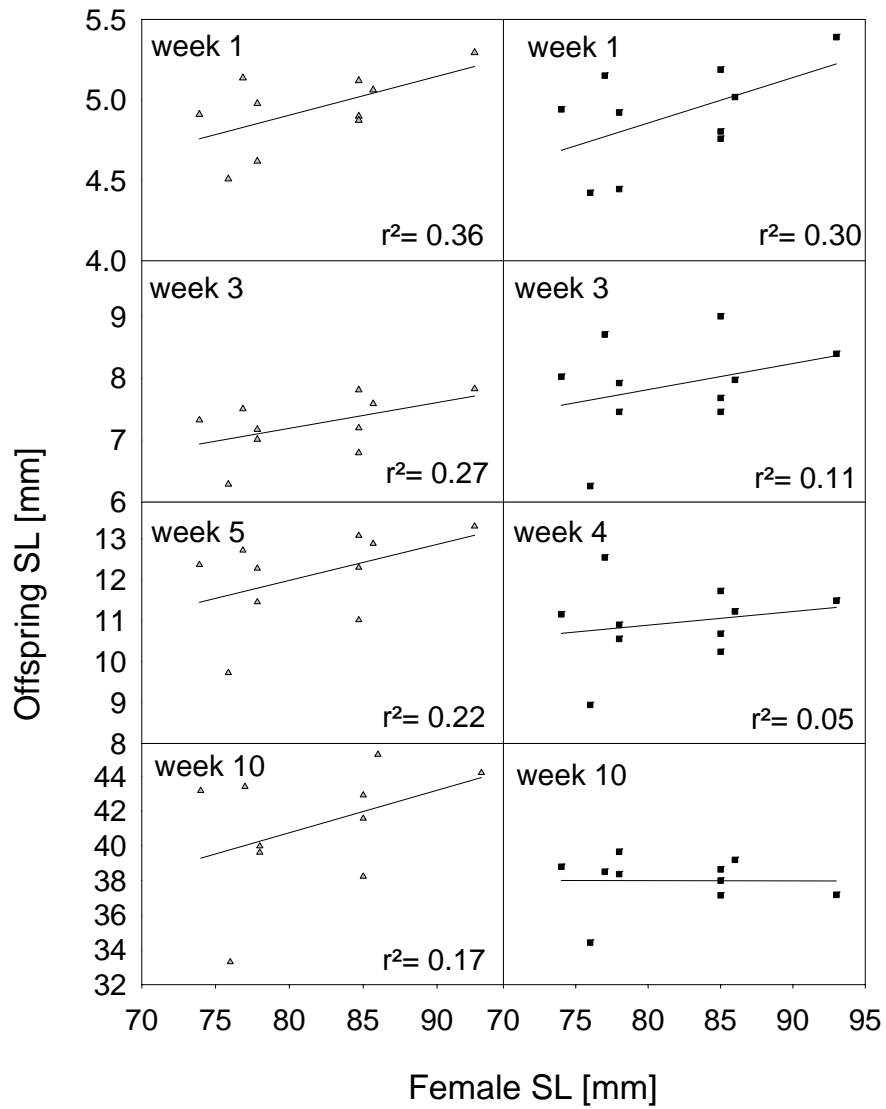 5.5
week 1
week 1
5.0
4.5
r²= 0.36
r²= 0.30
4.0
week 3
week 3
9
8
7
r²= 0.27
r²= 0.11
6
week 5
week 4
13
12
11
10
9
r²= 0.22
r²= 0.05
8
week 10
week 10
44
42
40
38
36
34
r²= 0.17
32
70 75 80 85 90 70 75 80 85 90 95
Offspring SL [mm]
Female SL [mm]